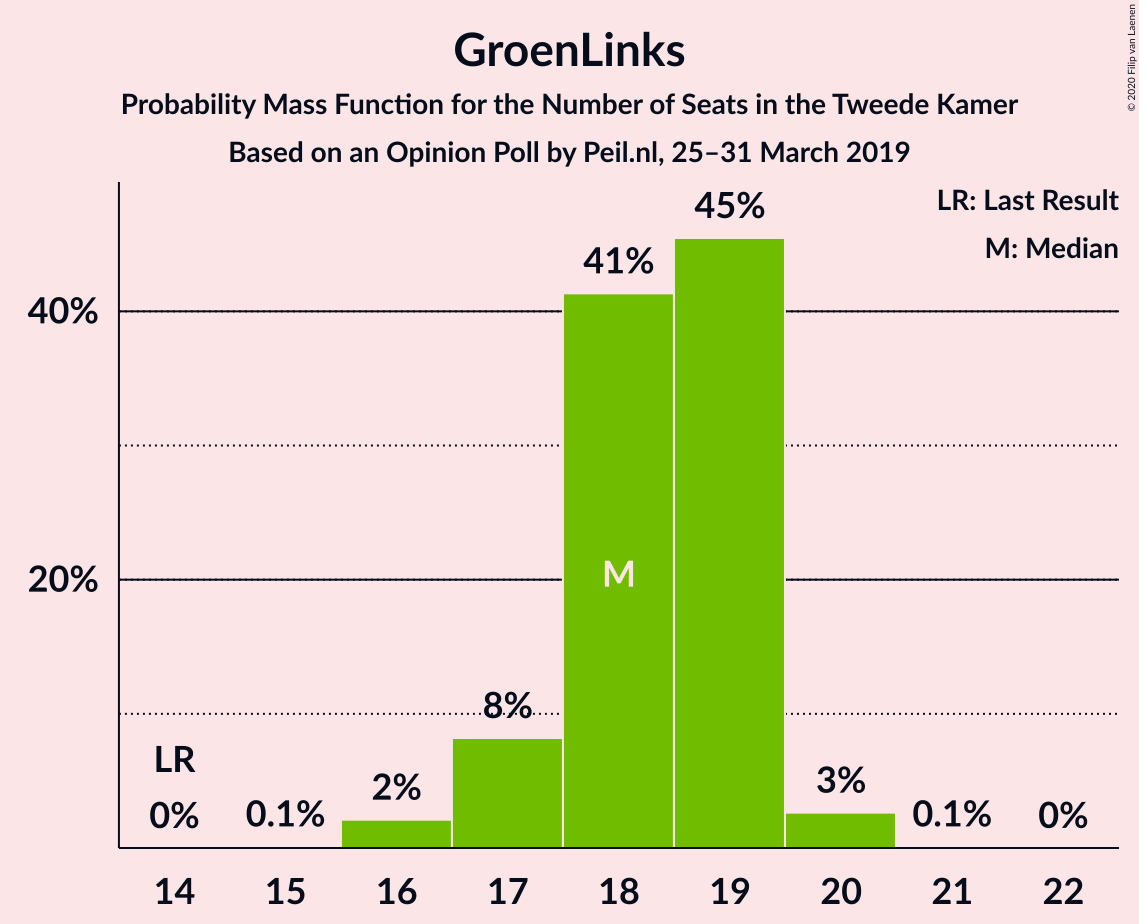 GroenLinks
Probability Mass Function for the Number of Seats in the Tweede Kamer
Based on an Opinion Poll by Peil.nl, 25–31 March 2019
© 2020 Filip van Laenen
LR: Last Result
M: Median
45%
41%
40%
20%
M
8%
LR
2%
3%
0%
0.1%
0.1%
0%
14 15 16 17 18 19 20 21 22